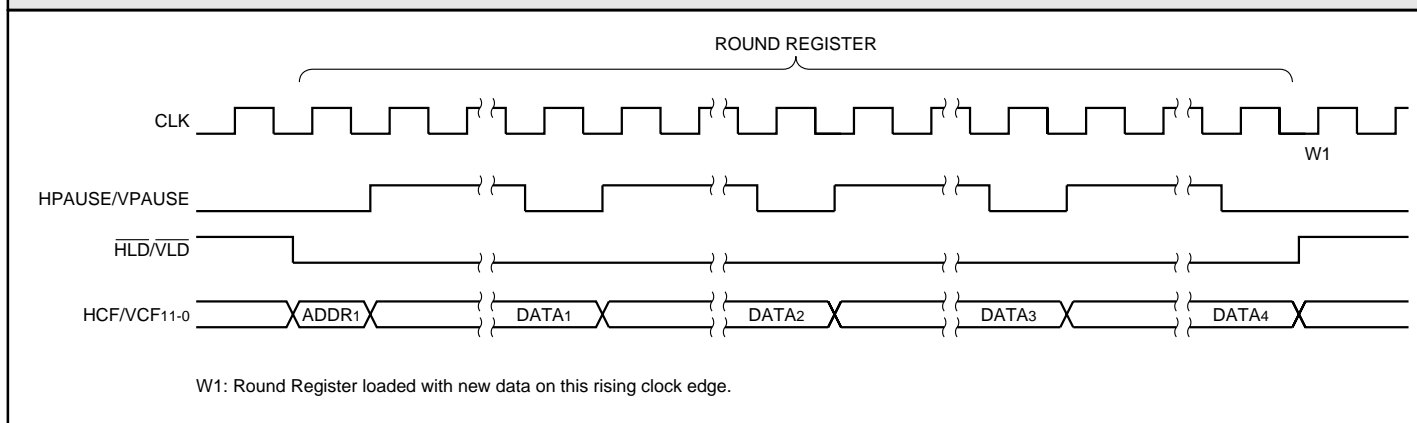 ROUND REGISTER
CLK
W1
HPAUSE/VPAUSE
HLD/VLD
HCF/VCF11-0 ADDR1 DATA1 DATA2 DATA3 DATA4
W1: Round Register loaded with new data on this rising clock edge.